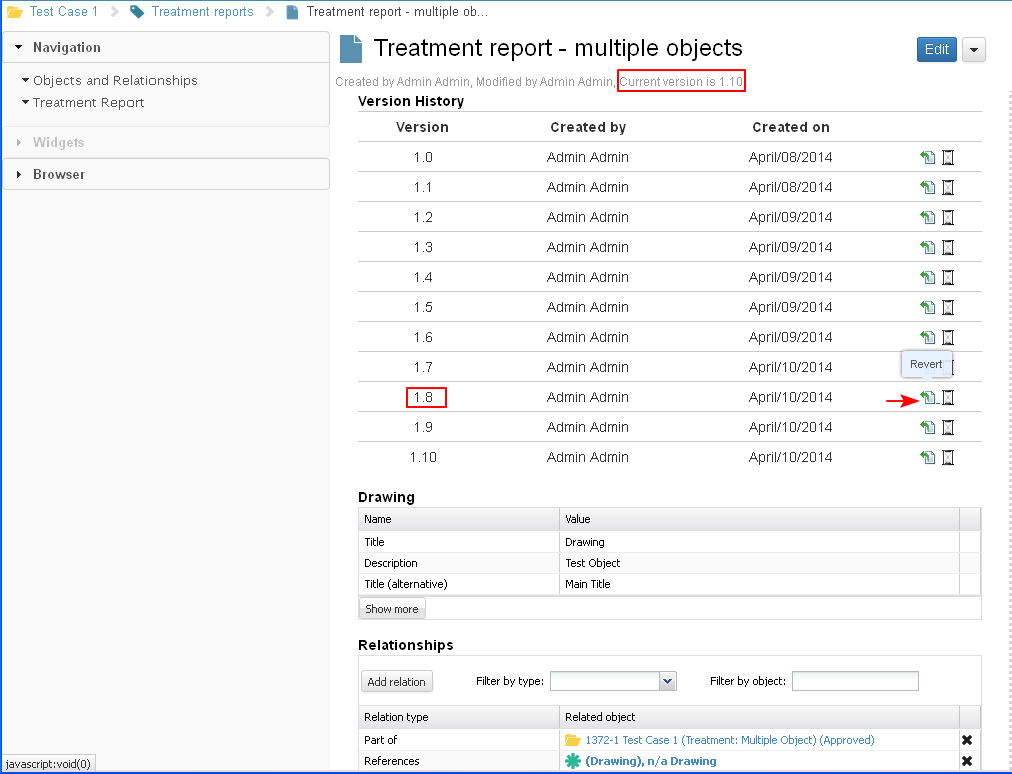 Test Case 1 Treatment reports Treatment report - multiple ob...
Navigation
Objects and Relationships
Treatment Report
Widgets
Browser
Treatment report - multiple objects
Edit
Created by Admin Admin, Modified by Admin Admin, Current version is 1.10
Version History
Version Created by Created on
1.0 Admin Admin April/08/2014
1.1 Admin Admin April/08/2014
1.2 Admin Admin April/09/2014
1.3 Admin Admin April/09/2014
1.4 Admin Admin April/09/2014
1.5 Admin Admin April/09/2014
1.6 Admin Admin April/09/2014
1.7 Admin Admin April/10/2014
Revert
1.8 Admin Admin April/10/2014
1.9 Admin Admin April/10/2014
1.10 Admin Admin April/10/2014
Drawing
Name Value
Title Drawing
Description Test Object
Title (alternative) Main Title
Show more
Relationships
Add relation Filter by type: Filter by object:
Relation type Related object
Part of 1372-1 Test Case 1 (Treatment: Multiple Object) (Approved)
References (Drawing), n/a Drawing
javascript:void(0)